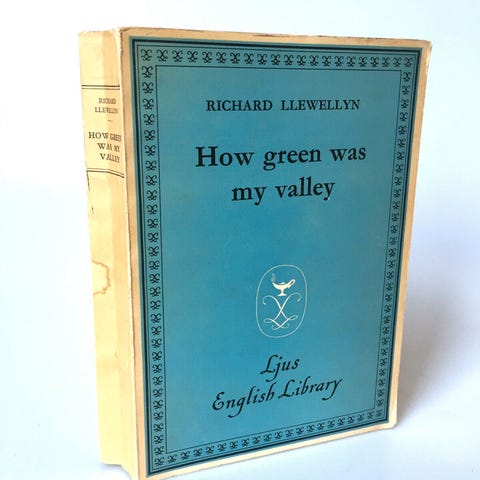 RICHARD
LLEWELLYN
HOW GREEN
WAS MY
VALLEY
RICHARD LLEWELLYN
How green was
my valley
Ljus
English Library